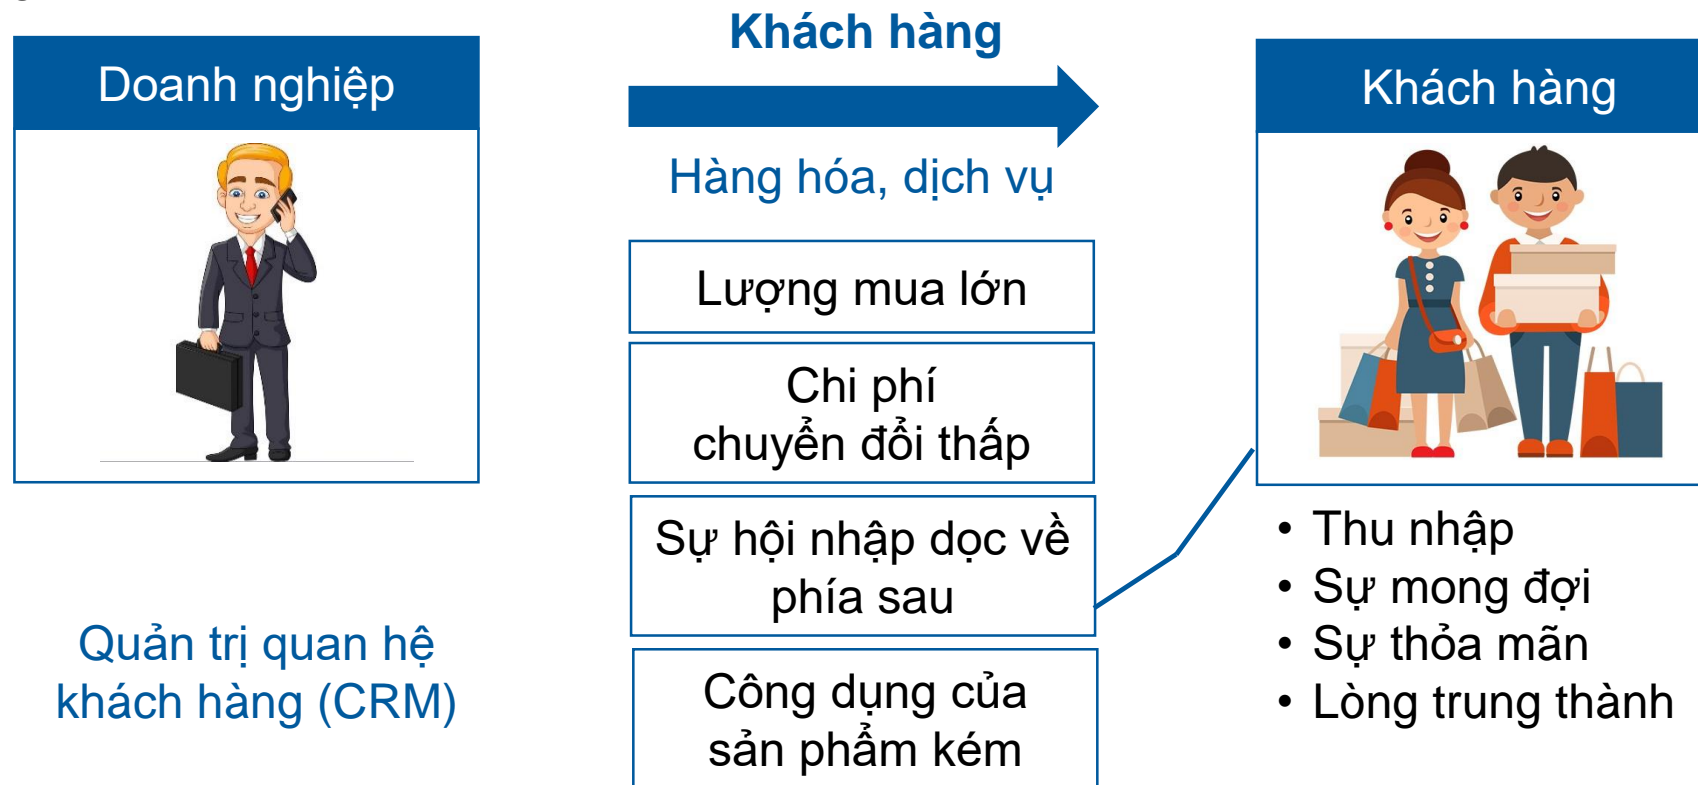 Khách hàng
Doanh nghiệp
Hàng hóa, dịch vụ
Lượng mua lớn
Chi phí
chuyển đổi thấp
Sự hội nhập dọc về
phía sau
Công dụng của
sản phẩm kém
Quản trị quan hệ
khách hàng (CRM)
Khách hàng
• Thu nhập
• Sự mong đợi
• Sự thỏa mãn
• Lòng trung thành